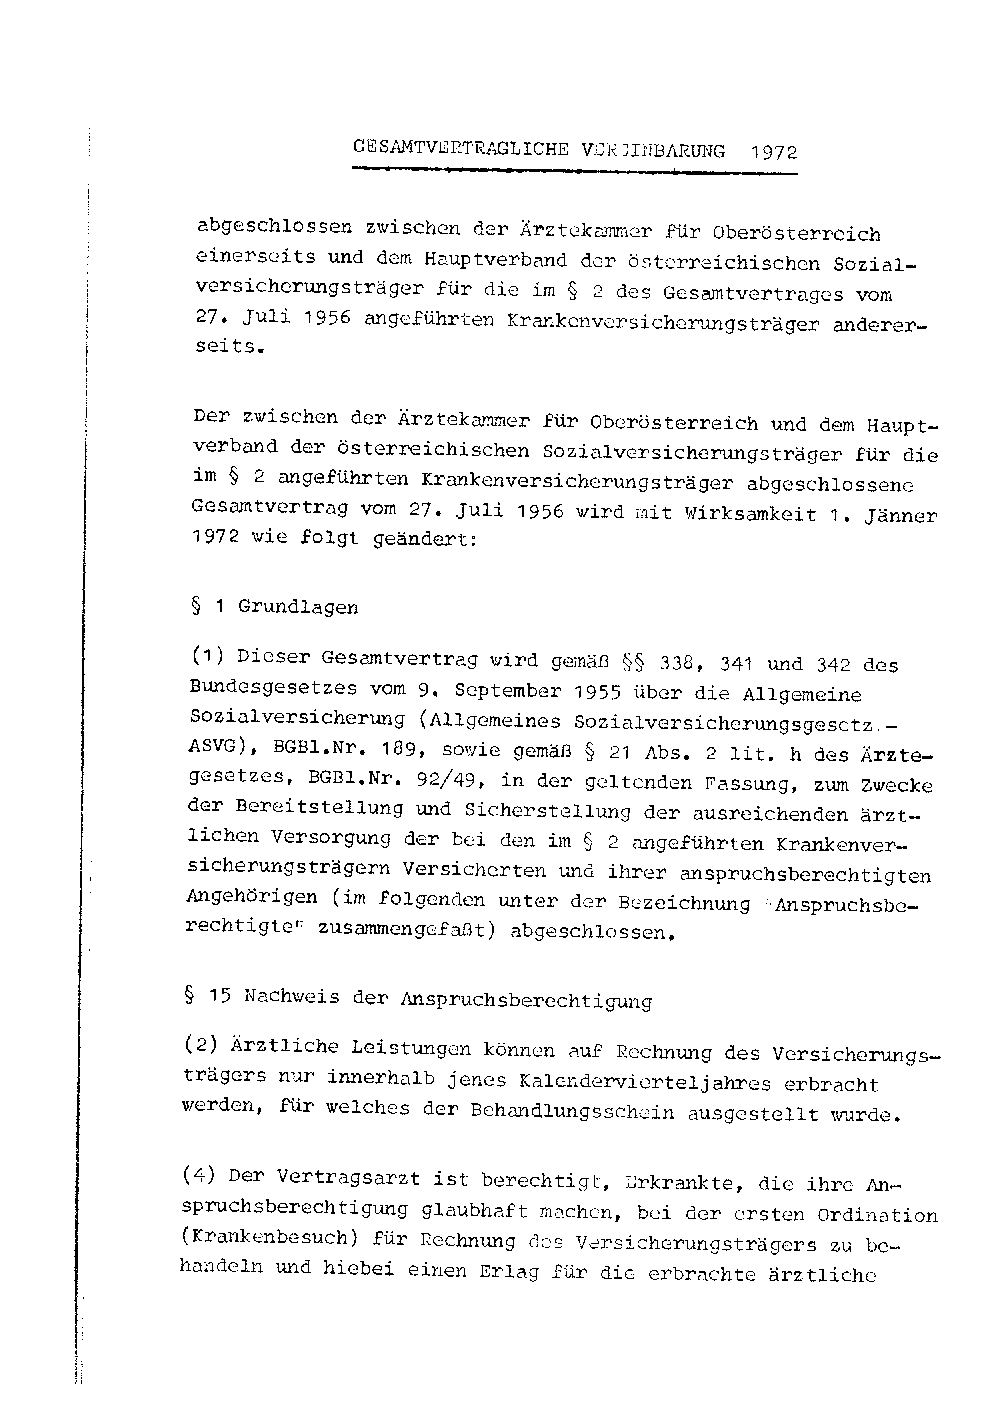 GESAMTVERTRAGLICHE VEREINBARUNG 1972
abgeschlossen zwischen der Ärztekammer für Oberösterreich
einerseits und dem Hauptverband der österreichischen Sozial-
versicherungsträger für die im § 2 des Gesamtvertrages vom
27. Juli 1956 angeführten Krankenversicherungsträger anderer-
seits.
Der zwischen der Ärztekammer für Oberösterreich und dem Haupt-
verband der österreichischen Sozialversicherungsträger für die
im § 2 angeführten Krankenversicherungsträger abgeschlossene
Gesamtvertrag vom 27. Juli 1956 wird mit Wirksamkeit 1. Jänner
1972 wie folgt geändert:
§ 1 Grundlagen
(1) Dieser Gesamtvertrag wird gemäß §§ 338, 341 und 342 des
Bundesgesetzes vom 9. September 1955 über die Allgemeine
Sozialversicherung (Allgemeines Sozialversicherungsgesetz.-
ASVG), BGBl.Nr. 189, sowie gemäß § 21 Abs. 2 lit. h des Ärzte-
gesetzes, BGBl.Nr. 92/49, in der geltenden Fassung, zum Zwecke
der Bereitstellung und Sicherstellung der ausreichenden ärzt-
lichen Versorgung der bei den im § 2 angeführten Krankenver-
sicherungsträgern Versicherten und ihrer anspruchsberechtigten
Angehörigen (im folgenden unter der Bezeichnung "Anspruchsbe-
rechtigte" zusammengefaßt) abgeschlossen.
§ 15 Nachweis der Anspruchsberechtigung
(2) Ärztliche Leistungen können auf Rechnung des Versicherungs-
trägers nur innerhalb jenes Kalendervierteljahres erbracht
werden, für welches der Behandlungsschein ausgestellt wurde.
(4) Der Vertragsarzt ist berechtigt, Erkrankte, die ihre An-
spruchsberechtigung glaubhaft machen, bei der ersten Ordination
(Krankenbesuch) für Rechnung des Versicherungsträgers zu be-
handeln und hiebei einen Erlag für die erbrachte ärztliche